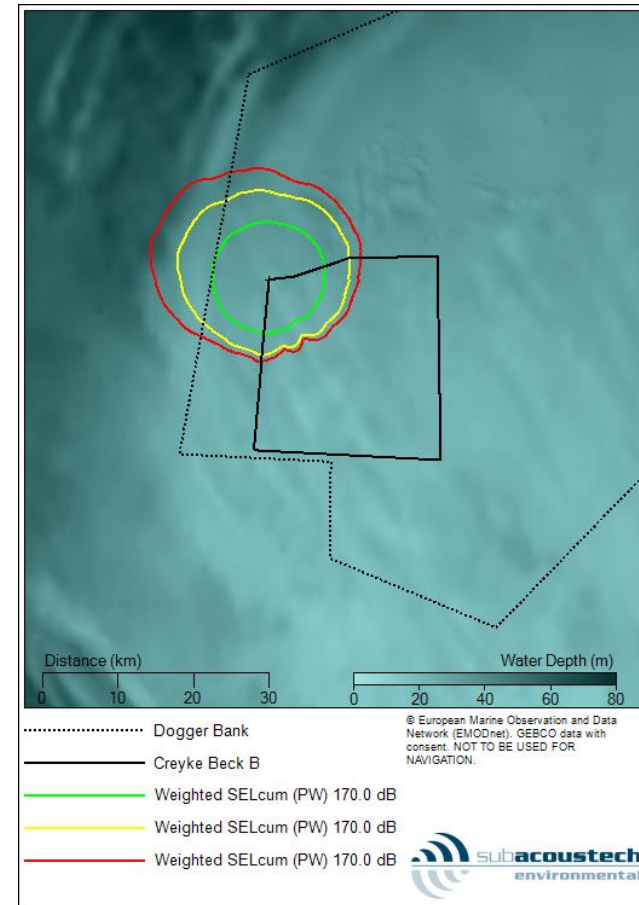 Distance (km)
Water Depth (m)
0 10 20 30
0 20 40 60 80
Dogger Bank
Creyke Beck B
Weighted SELcum (PW) 170.0 dB
Weighted SELcum (PW) 170.0 dB
Weighted SELcum (PW) 170.0 dB
© European Marine Observation and Data
Network (EMODnet). GEBCO data with
consent. NOT TO BE USED FOR
NAVIGATION.
subacoustech
environmental